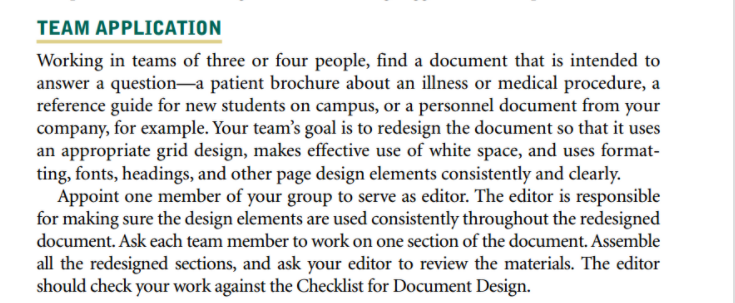 TEAM APPLICATION
Working in teams of three or four people, find a document that is intended to
answer a question—a patient brochure about an illness or medical procedure, a
reference guide for new students on campus, or a personnel document from your
company, for example. Your team's goal is to redesign the document so that it uses
an appropriate grid design, makes effective use of white space, and uses format-
ting, fonts, headings, and other page design elements consistently and clearly.
Appoint one member of your group to serve as editor. The editor is responsible
for making sure the design elements are used consistently throughout the redesigned
document. Ask each team member to work on one section of the document. Assemble
all the redesigned sections, and ask your editor to review the materials. The editor
should check your work against the Checklist for Document Design.